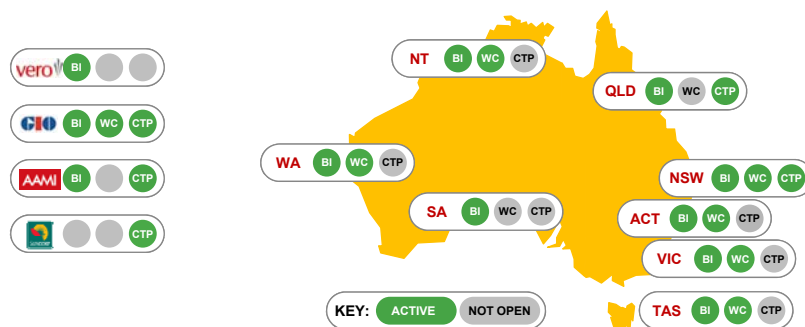 vero BI
GIO BI WC CTP
AAMI BI CTP
SUNCORP CTP
NT BI WC CTP
QLD BI WC CTP
WA BI WC CTP
NSW BI WC CTP
SA BI WC CTP
ACT BI WC CTP
VIC BI WC CTP
KEY: ACTIVE NOT OPEN
TAS BI WC CTP